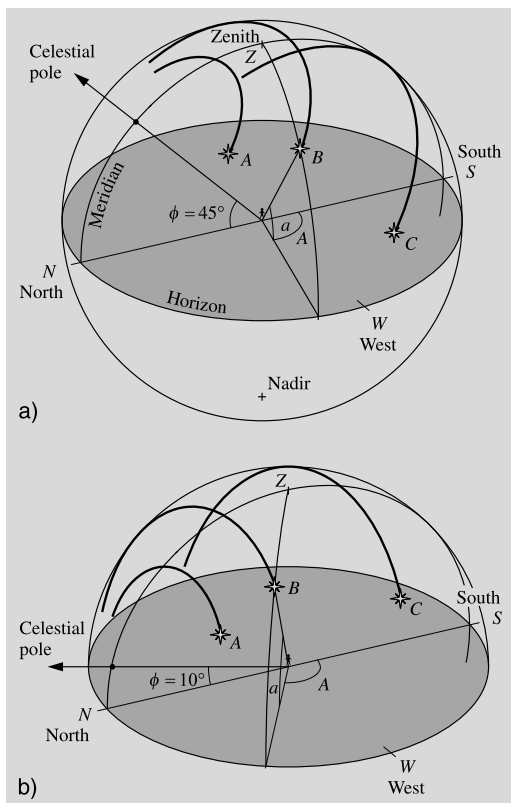 Celestial
pole
Zenith
Z
Meridian
A
B
South
S
ϕ = 45°
a
A
C
N
North
Horizon
W
West
Nadir
a)
Z
B
C
A
South
S
Celestial
pole
ϕ = 10°
a
A
N
North
W
West
b)